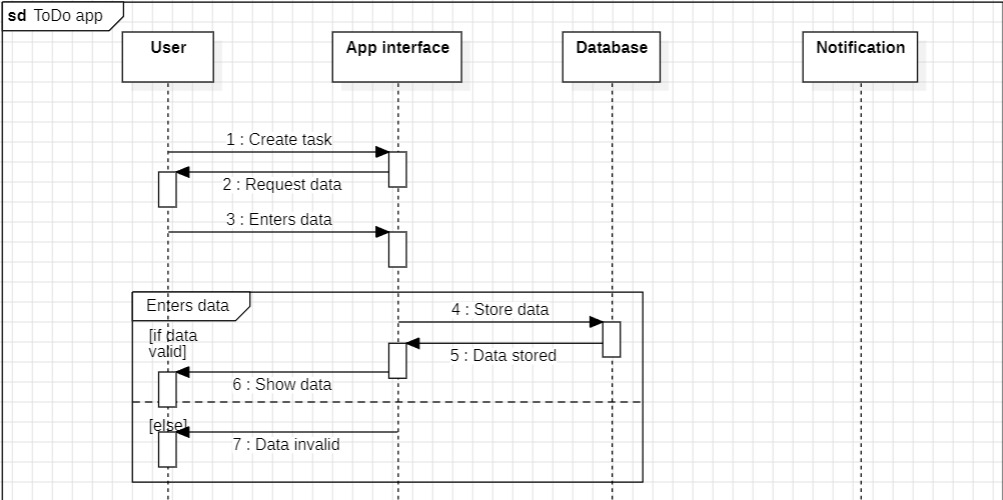 sd ToDo app
User
App interface
Database
Notification
1 : Create task
2 : Request data
3 : Enters data
Enters data
4 : Store data
[if data
valid]
5 : Data stored
6 : Show data
[else]
7 : Data invalid